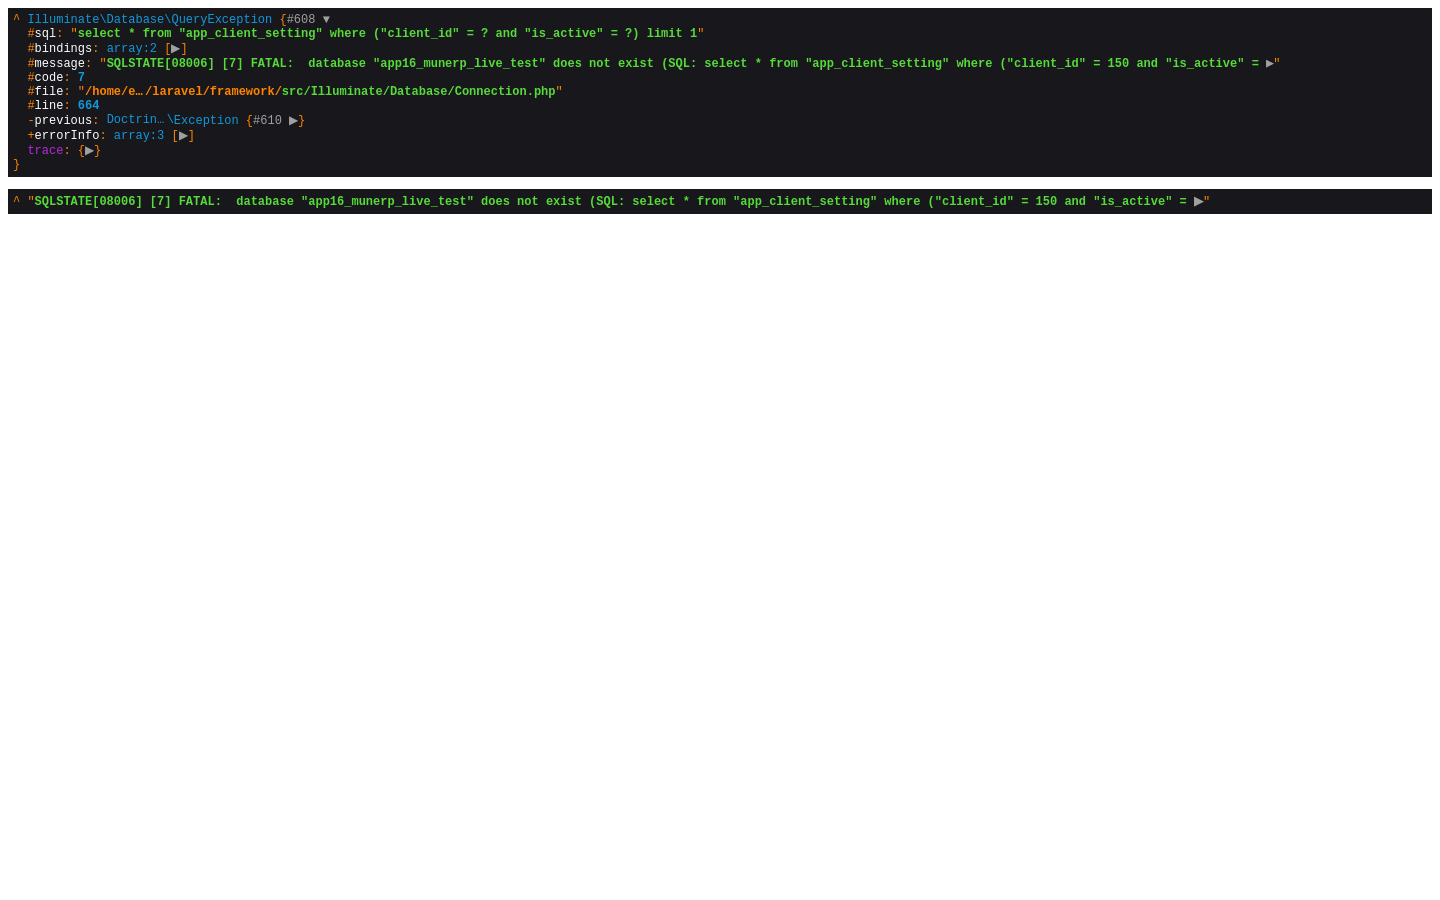 ^ Illuminate\Database\QueryException {#608 ▼
  #sql: "select * from "app_client_setting" where ("client_id" = ? and "is_active" = ?) limit 1"
  #bindings: array:2 [▶]
  #message: "SQLSTATE[08006] [7] FATAL:  database "app16_munerp_live_test" does not exist (SQL: select * from "app_client_setting" where ("client_id" = 150 and "is_active" = ▶"
  #code: 7
  #file: "/home/e…/laravel/framework/src/Illuminate/Database/Connection.php"
  #line: 664
  -previous: Doctrin…\Exception {#610 ▶}
  +errorInfo: array:3 [▶]
  trace: {▶}
}
^ "SQLSTATE[08006] [7] FATAL:  database "app16_munerp_live_test" does not exist (SQL: select * from "app_client_setting" where ("client_id" = 150 and "is_active" = ▶"